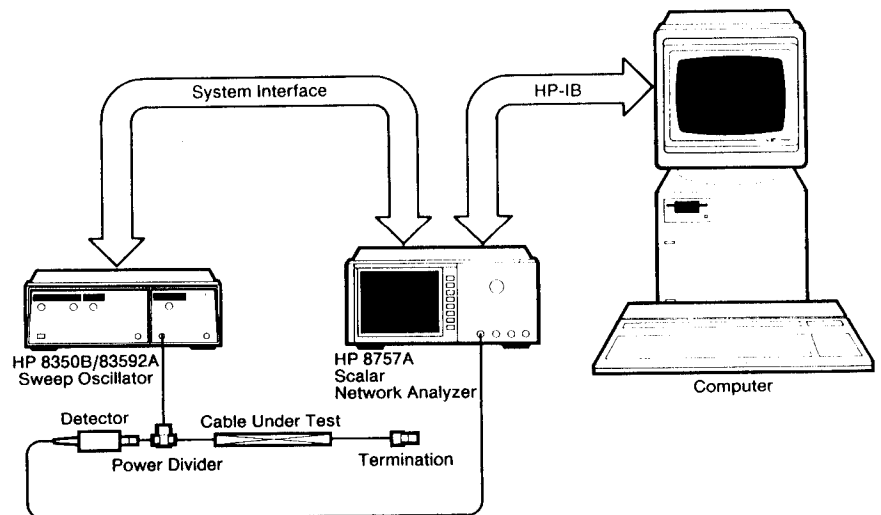 System Interface
HP-IB
HP 8350B/83592A
Sweep Oscillator
HP 8757A
Scalar
Network Analyzer
Computer
Detector
Cable Under Test
Power Divider
Termination